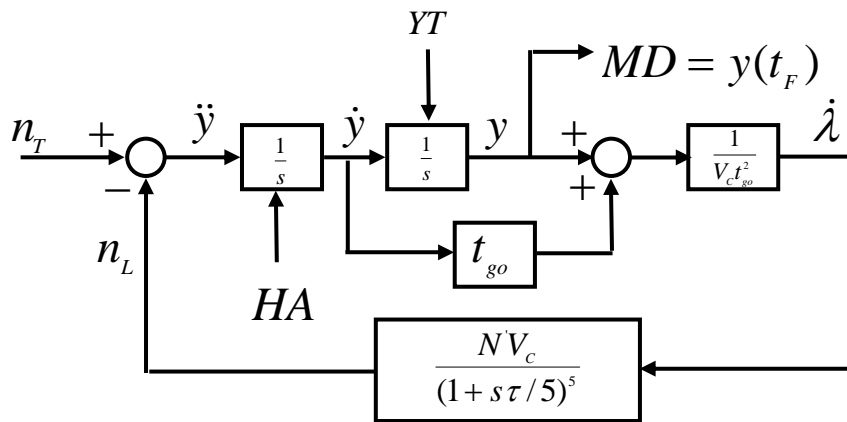 YT
MD = y(t_F)
n_T
+
ÿ
1/s
ẏ
1/s
y
+
+
1/(V_C t_go^2)
λ̇
−
n_L
t_go
HA
N'V_C/(1 + sτ/5)^5